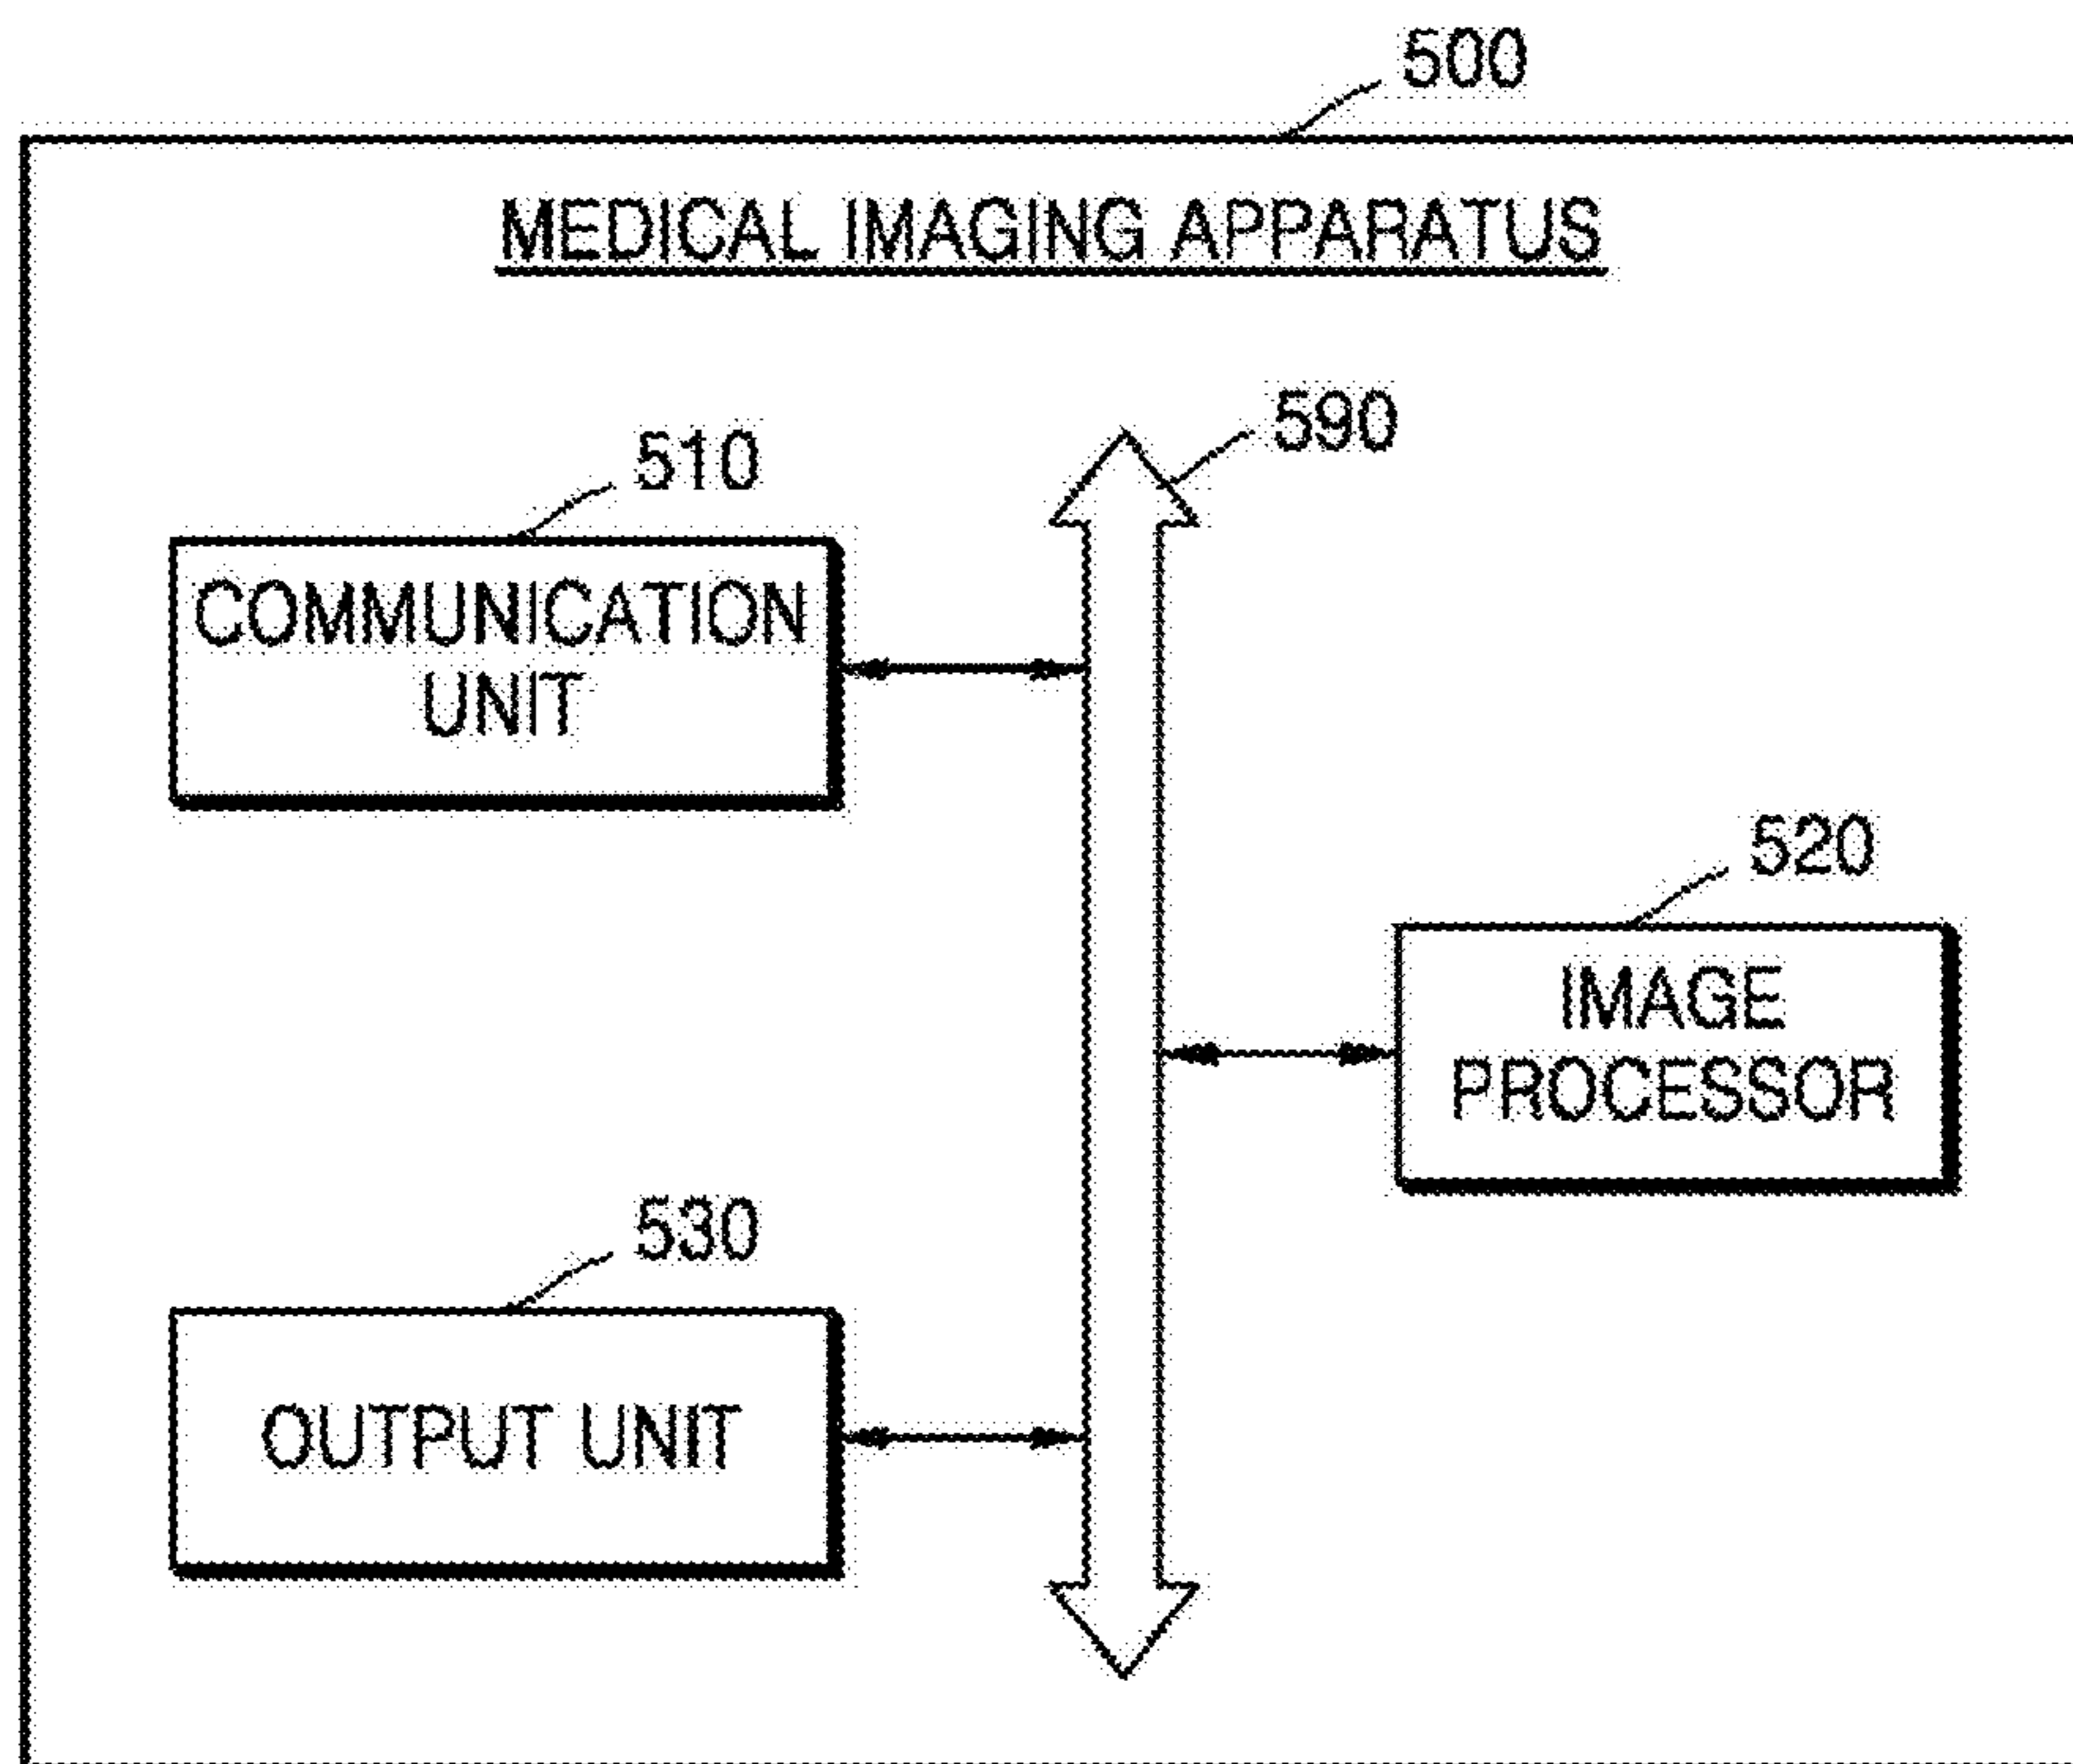 500
MEDICAL IMAGING APPARATUS
590
510
COMMUNICATION
UNIT
520
IMAGE
PROCESSOR
530
OUTPUT UNIT